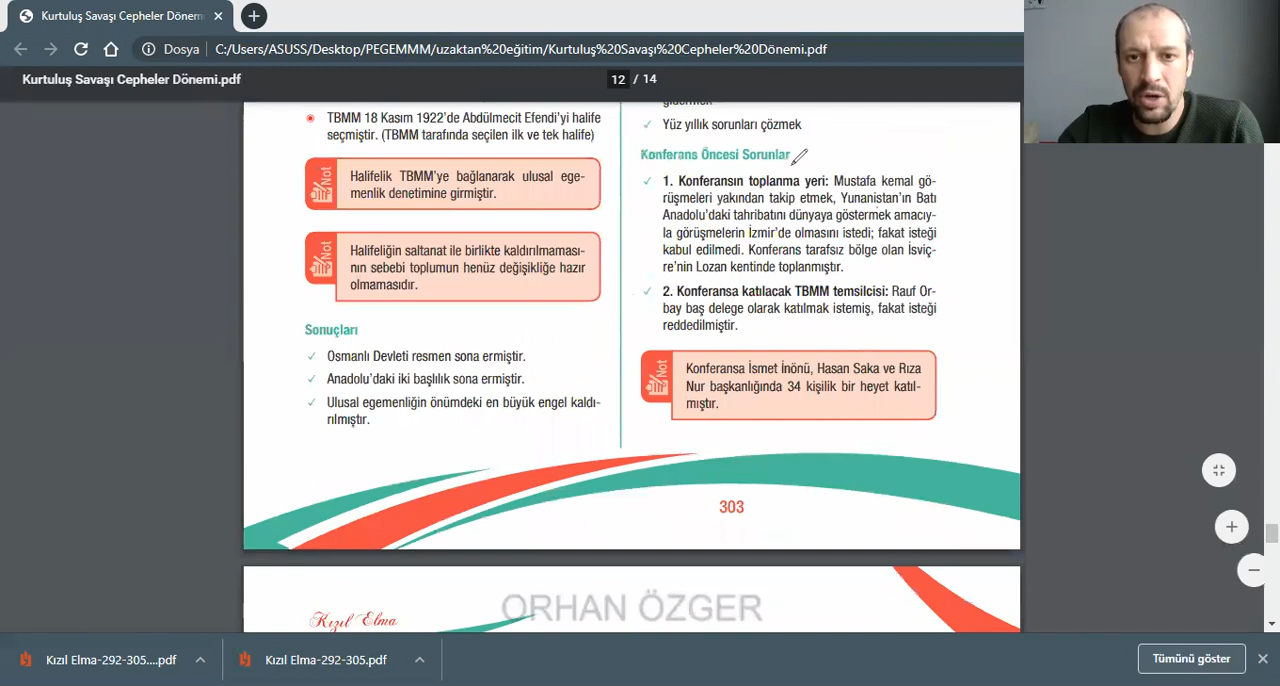 Kurtuluş Savaşı Cepheler Dönem
Dosya
C:/Users/ASUSS/Desktop/PEGEMMM/uzaktan%20eğitim/Kurtuluş%20Savaşı%20Cepheler%20Dönemi.pdf
Kurtuluş Savaşı Cepheler Dönemi.pdf
12 / 14
TBMM 18 Kasım 1922'de Abdülmecit Efendi'yi halife
seçmiştir. (TBMM tarafında seçilen ilk ve tek halife)
Not
Halifelik TBMM'ye bağlanarak ulusal ege-
menlik denetimine girmiştir.
Not
Halifeliğin saltanat ile birlikte kaldırılmaması-
nın sebebi toplumun henüz değişikliğe hazır
olmamasıdır.
Sonuçları
Osmanlı Devleti resmen sona ermiştir.
Anadolu'daki iki başlılık sona ermiştir.
Ulusal egemenliğin önümdeki en büyük engel kaldı-
rılmıştır.
Yüz yıllık sorunları çözmek
Konferans Öncesi Sorunlar
1. Konferansın toplanma yeri: Mustafa kemal gö-
rüşmeleri yakından takip etmek, Yunanistan'ın Batı
Anadolu'daki tahribatını dünyaya göstermek amacıy-
la görüşmelerin İzmir'de olmasını istedi; fakat isteği
kabul edilmedi. Konferans tarafsız bölge olan İsviç-
re'nin Lozan kentinde toplanmıştır.
2. Konferansa katılacak TBMM temsilcisi: Rauf Or-
bay baş delege olarak katılmak istemiş, fakat isteği
reddedilmiştir.
Not
Konferansa İsmet İnönü, Hasan Saka ve Rıza
Nur başkanlığında 34 kişilik bir heyet katıl-
mıştır.
303
Kızıl Elma
ORHAN ÖZGER
Kızıl Elma-292-305....pdf
Kızıl Elma-292-305.pdf
Tümünü göster